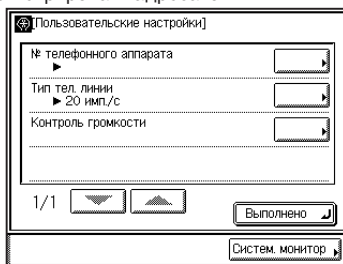 [Пользовательские настройки]
№ телефонного аппарата
▶
Тип тел. линии
▶ 20 имп./с
Контроль громкости
1/1
Выполнено
Систем. монитор